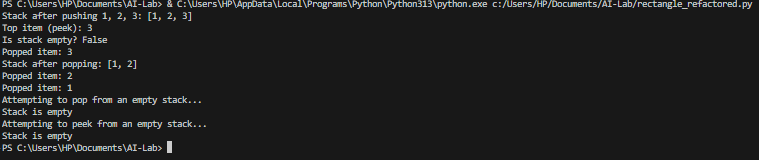 PS C:\Users\HP\Documents\AI-Lab> & C:\Users\HP\AppData\Local\Programs\Python\Python313\python.exe c:/Users/HP/Documents/AI-Lab/rectangle_refactored.py
Stack after pushing 1, 2, 3: [1, 2, 3]
Top item (peek): 3
Is stack empty? False
Popped item: 3
Stack after popping: [1, 2]
Popped item: 2
Popped item: 1
Attempting to pop from an empty stack...
Stack is empty
Attempting to peek from an empty stack...
Stack is empty
PS C:\Users\HP\Documents\AI-Lab>